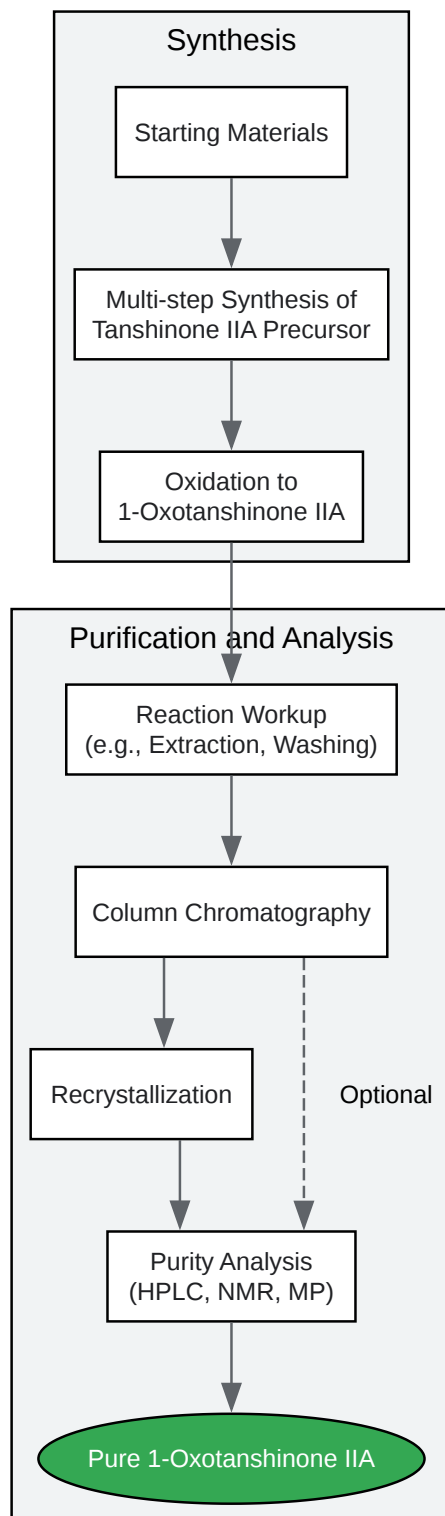 Synthesis
Starting Materials
Multi-step Synthesis of
Tanshinone IIA Precursor
Oxidation to
1-Oxotanshinone IIA
Purification and Analysis
Reaction Workup
(e.g., Extraction, Washing)
Column Chromatography
Recrystallization
Optional
Purity Analysis
(HPLC, NMR, MP)
Pure 1-Oxotanshinone IIA